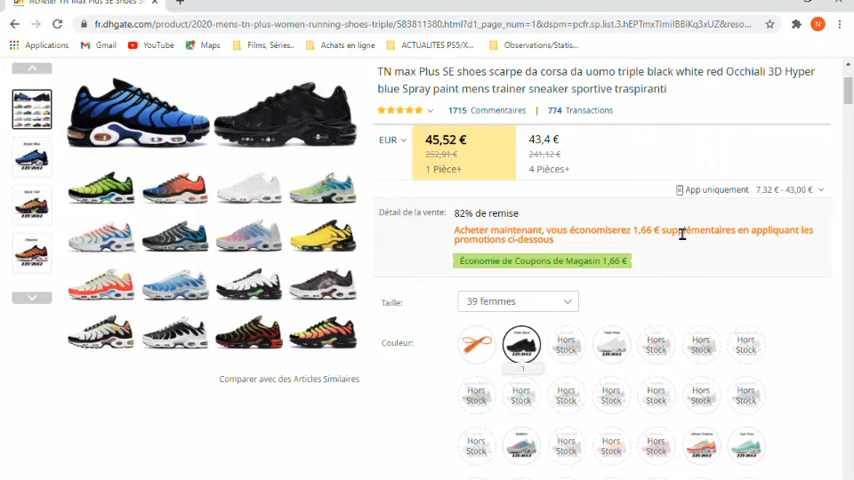 Acheter TN Max Plus SE Shoes S
fr.dhgate.com/product/2020-mens-tn-plus-women-running-shoes-triple/583811380.html?d1_page_num=1&dspm=pcfr.sp.list.3.hEPTmxTlmilBBiKq3xUZ&reso...
N
Applications
Gmail
YouTube
Maps
Films, Séries...
Achats en ligne
ACTUALITES PS5/X...
Observations/Statis...
TN max Plus SE shoes scarpe da corsa da uomo triple black white red Occhiali 3D Hyper
blue Spray paint mens trainer sneaker sportive traspiranti
1715 Commentaires | 774 Transactions
EUR
45,52 €
252,91 €
1 Pièce+
43,4 €
241,12 €
4 Pièces+
App uniquement 7,32 € - 43,00 €
Détail de la vente: 82% de remise
Acheter maintenant, vous économiserez 1,66 € supplémentaires en appliquant les
promotions ci-dessous
Économie de Coupons de Magasin 1,66 €
Taille: 39 femmes
Couleur:
Hors Stock
Hors Stock
Hors Stock
Hors Stock
Hors Stock
1
Hors Stock
Hors Stock
Hors Stock
Hors Stock
Hors Stock
Hors Stock
Hors Stock
Hors Stock
Hors Stock
Hors Stock
Hors Stock
Comparer avec des Articles Similaires